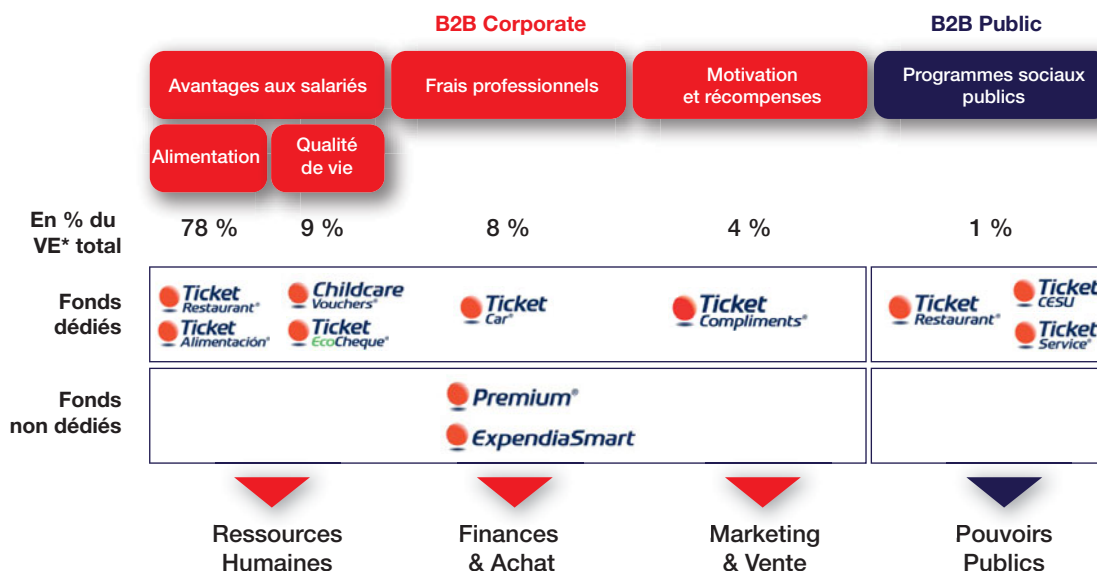 B2B Corporate
B2B Public
Avantages aux salariés
Frais professionnels
Motivation
et récompenses
Programmes sociaux
publics
Alimentation
Qualité
de vie
En % du
VE* total
78 %
9 %
8 %
4 %
1 %
Fonds
dédiés
Ticket
Restaurant®
Ticket
Alimentación®
Childcare
Vouchers®
Ticket
EcoCheque®
Ticket
Car®
Ticket
Compliments®
Ticket
Restaurant®
Ticket
CESU
Ticket
Service®
Fonds
non dédiés
Premium®
ExpendiaSmart
Ressources
Humaines
Finances
& Achat
Marketing
& Vente
Pouvoirs
Publics